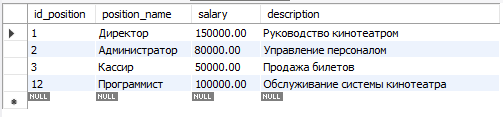 id_position position_name salary description
1 Директор 150000.00 Руководство кинотеатром
2 Администратор 80000.00 Управление персоналом
3 Кассир 50000.00 Продажа билетов
12 Программист 100000.00 Обслуживание системы кинотеатра
NULL NULL NULL NULL